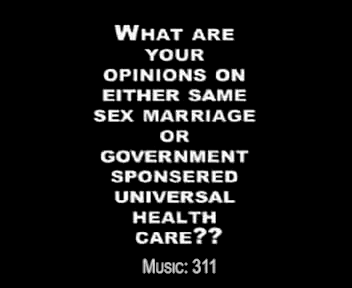 What are
your
opinions on
either same
sex marriage
or
government
sponsered
universal
health
care??
Music: 311